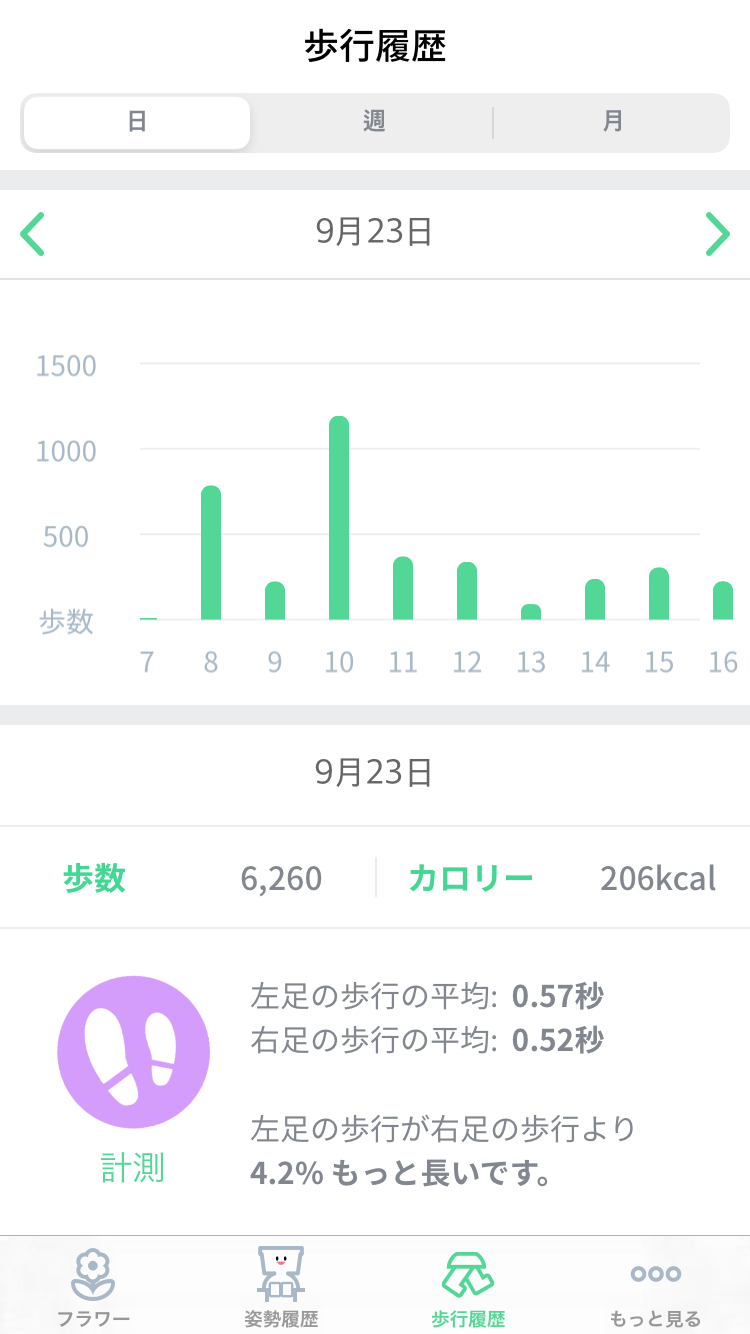 歩行履歴
日 週 月
9月23日
1500
1000
500
歩数
7 8 9 10 11 12 13 14 15 16
9月23日
歩数 6,260 カロリー 206kcal
左足の歩行の平均: 0.57秒
右足の歩行の平均: 0.52秒
左足の歩行が右足の歩行より
4.2% もっと長いです。
計測
フラワー 姿勢履歴 歩行履歴 もっと見る